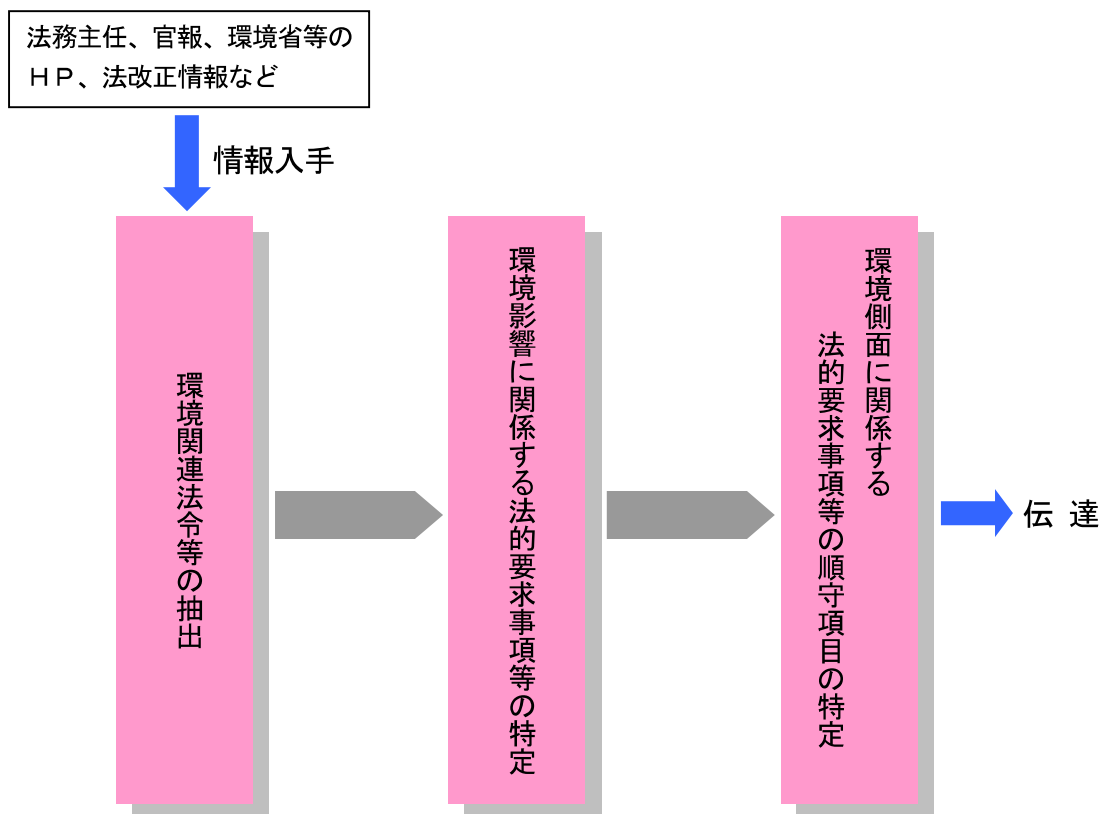 法務主任、官報、環境省等の
ＨＰ、法改正情報など
情報入手
環境関連法令等の抽出
環境影響に関係する法的要求事項等の特定
環境側面に関係する
法的要求事項等の順守項目の特定
伝 達